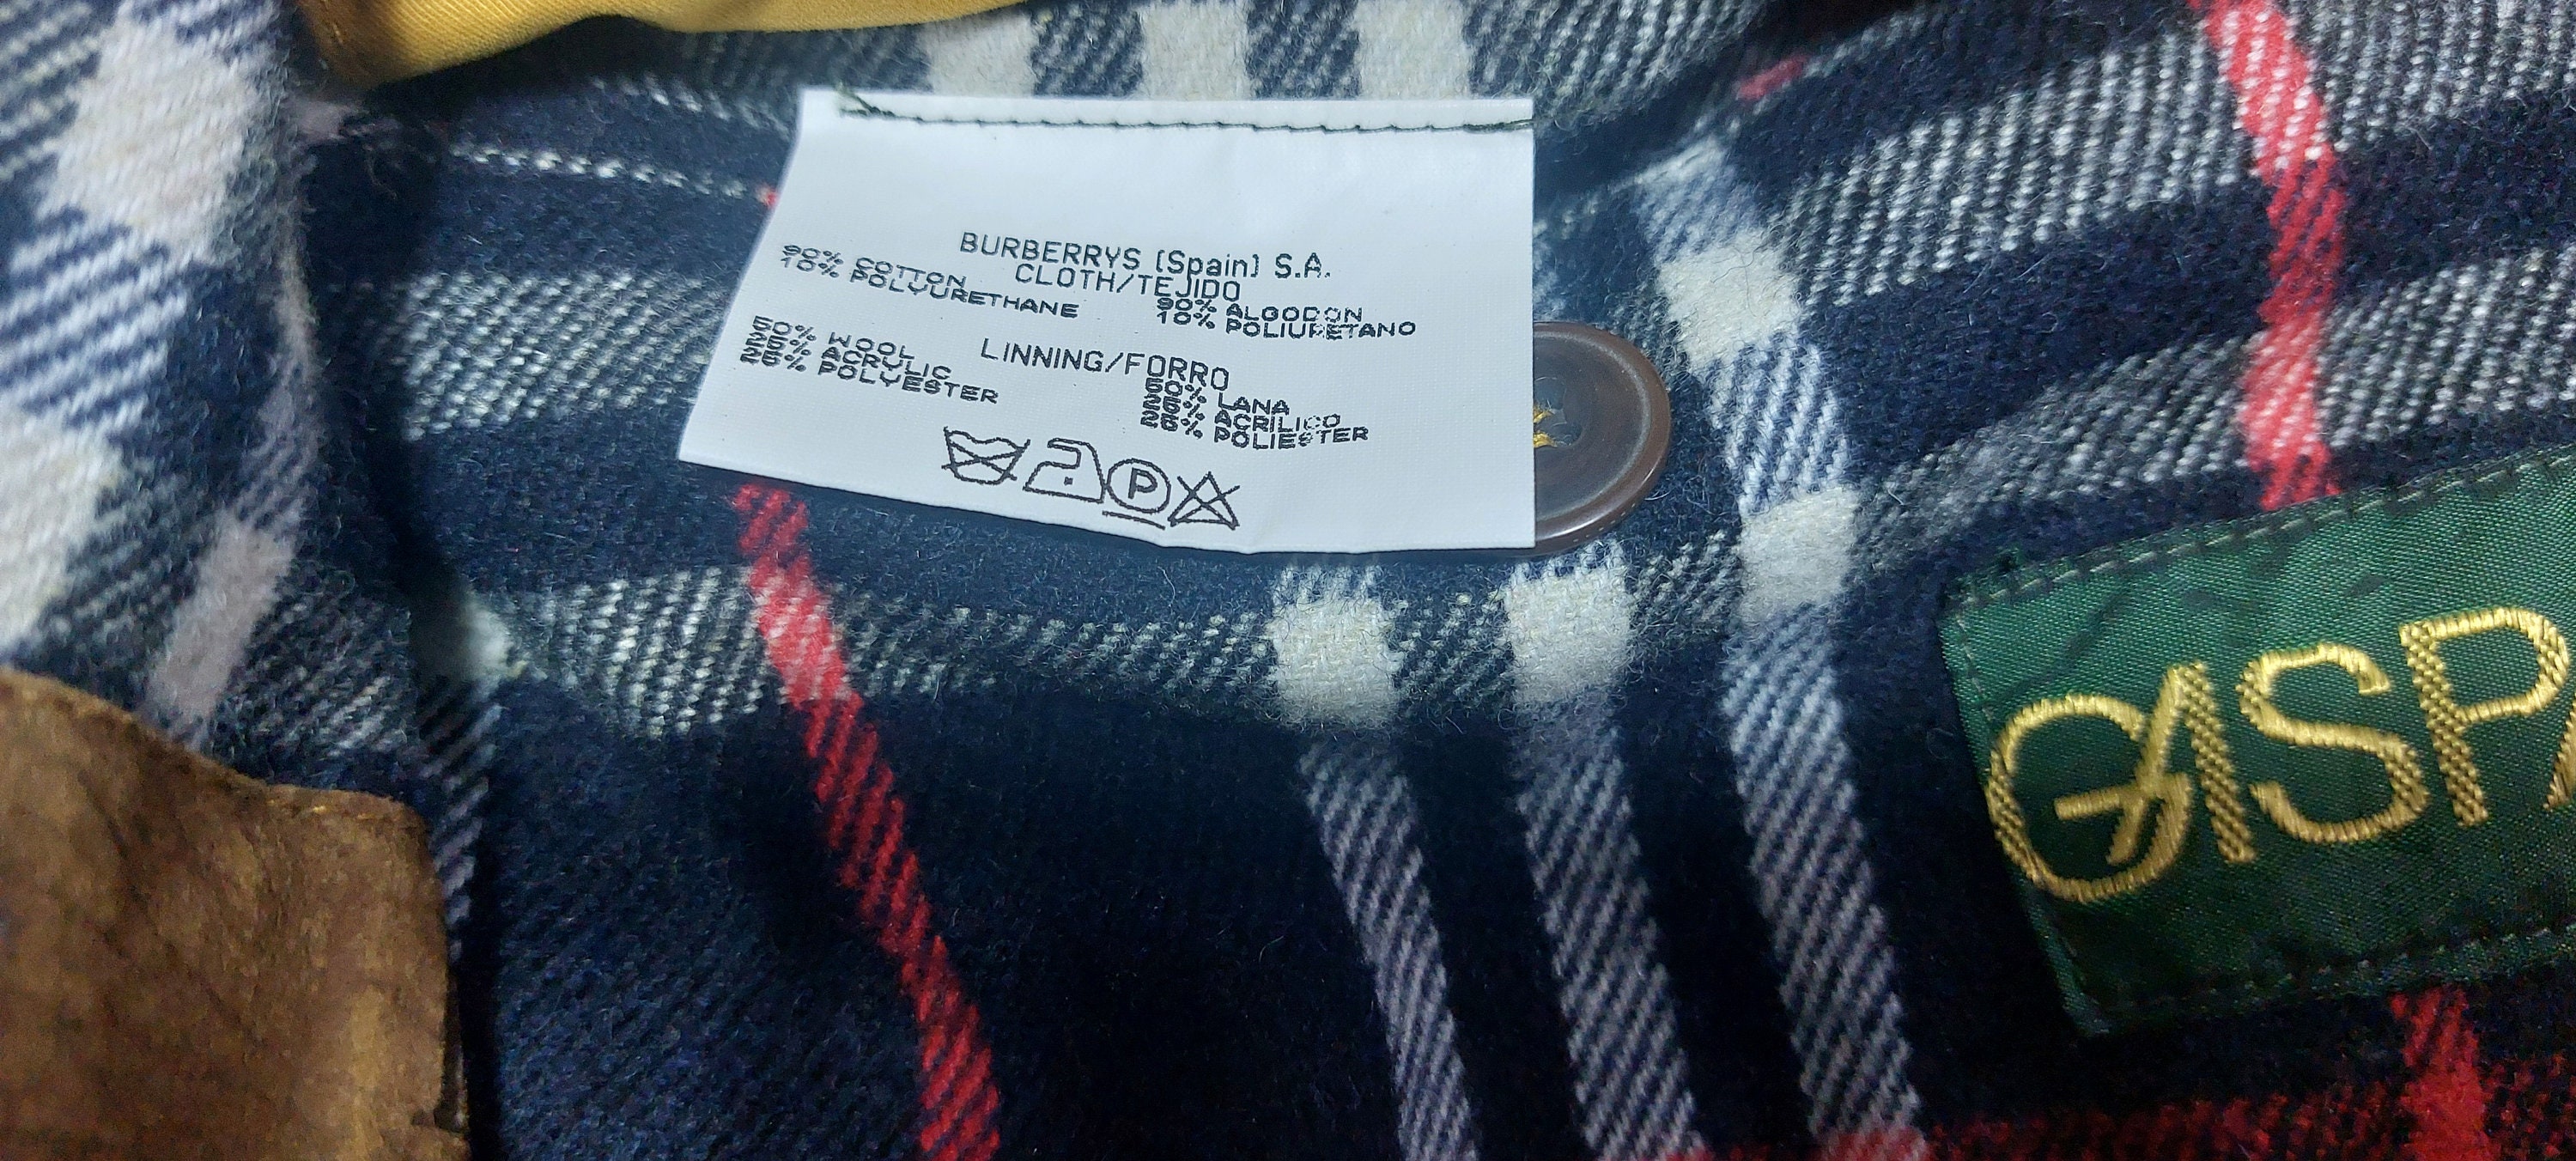 BURBERRYS (Spain) S.A.
CLOTH/TEJIDO
90% COTTON
10% POLYURETHANE
90% ALGODON
10% POLIURETANO
LINNING/FORRO
50% WOOL
25% ACRYLIC
25% POLYESTER
50% LANA
25% ACRILICO
25% POLIESTER
P
GASPA